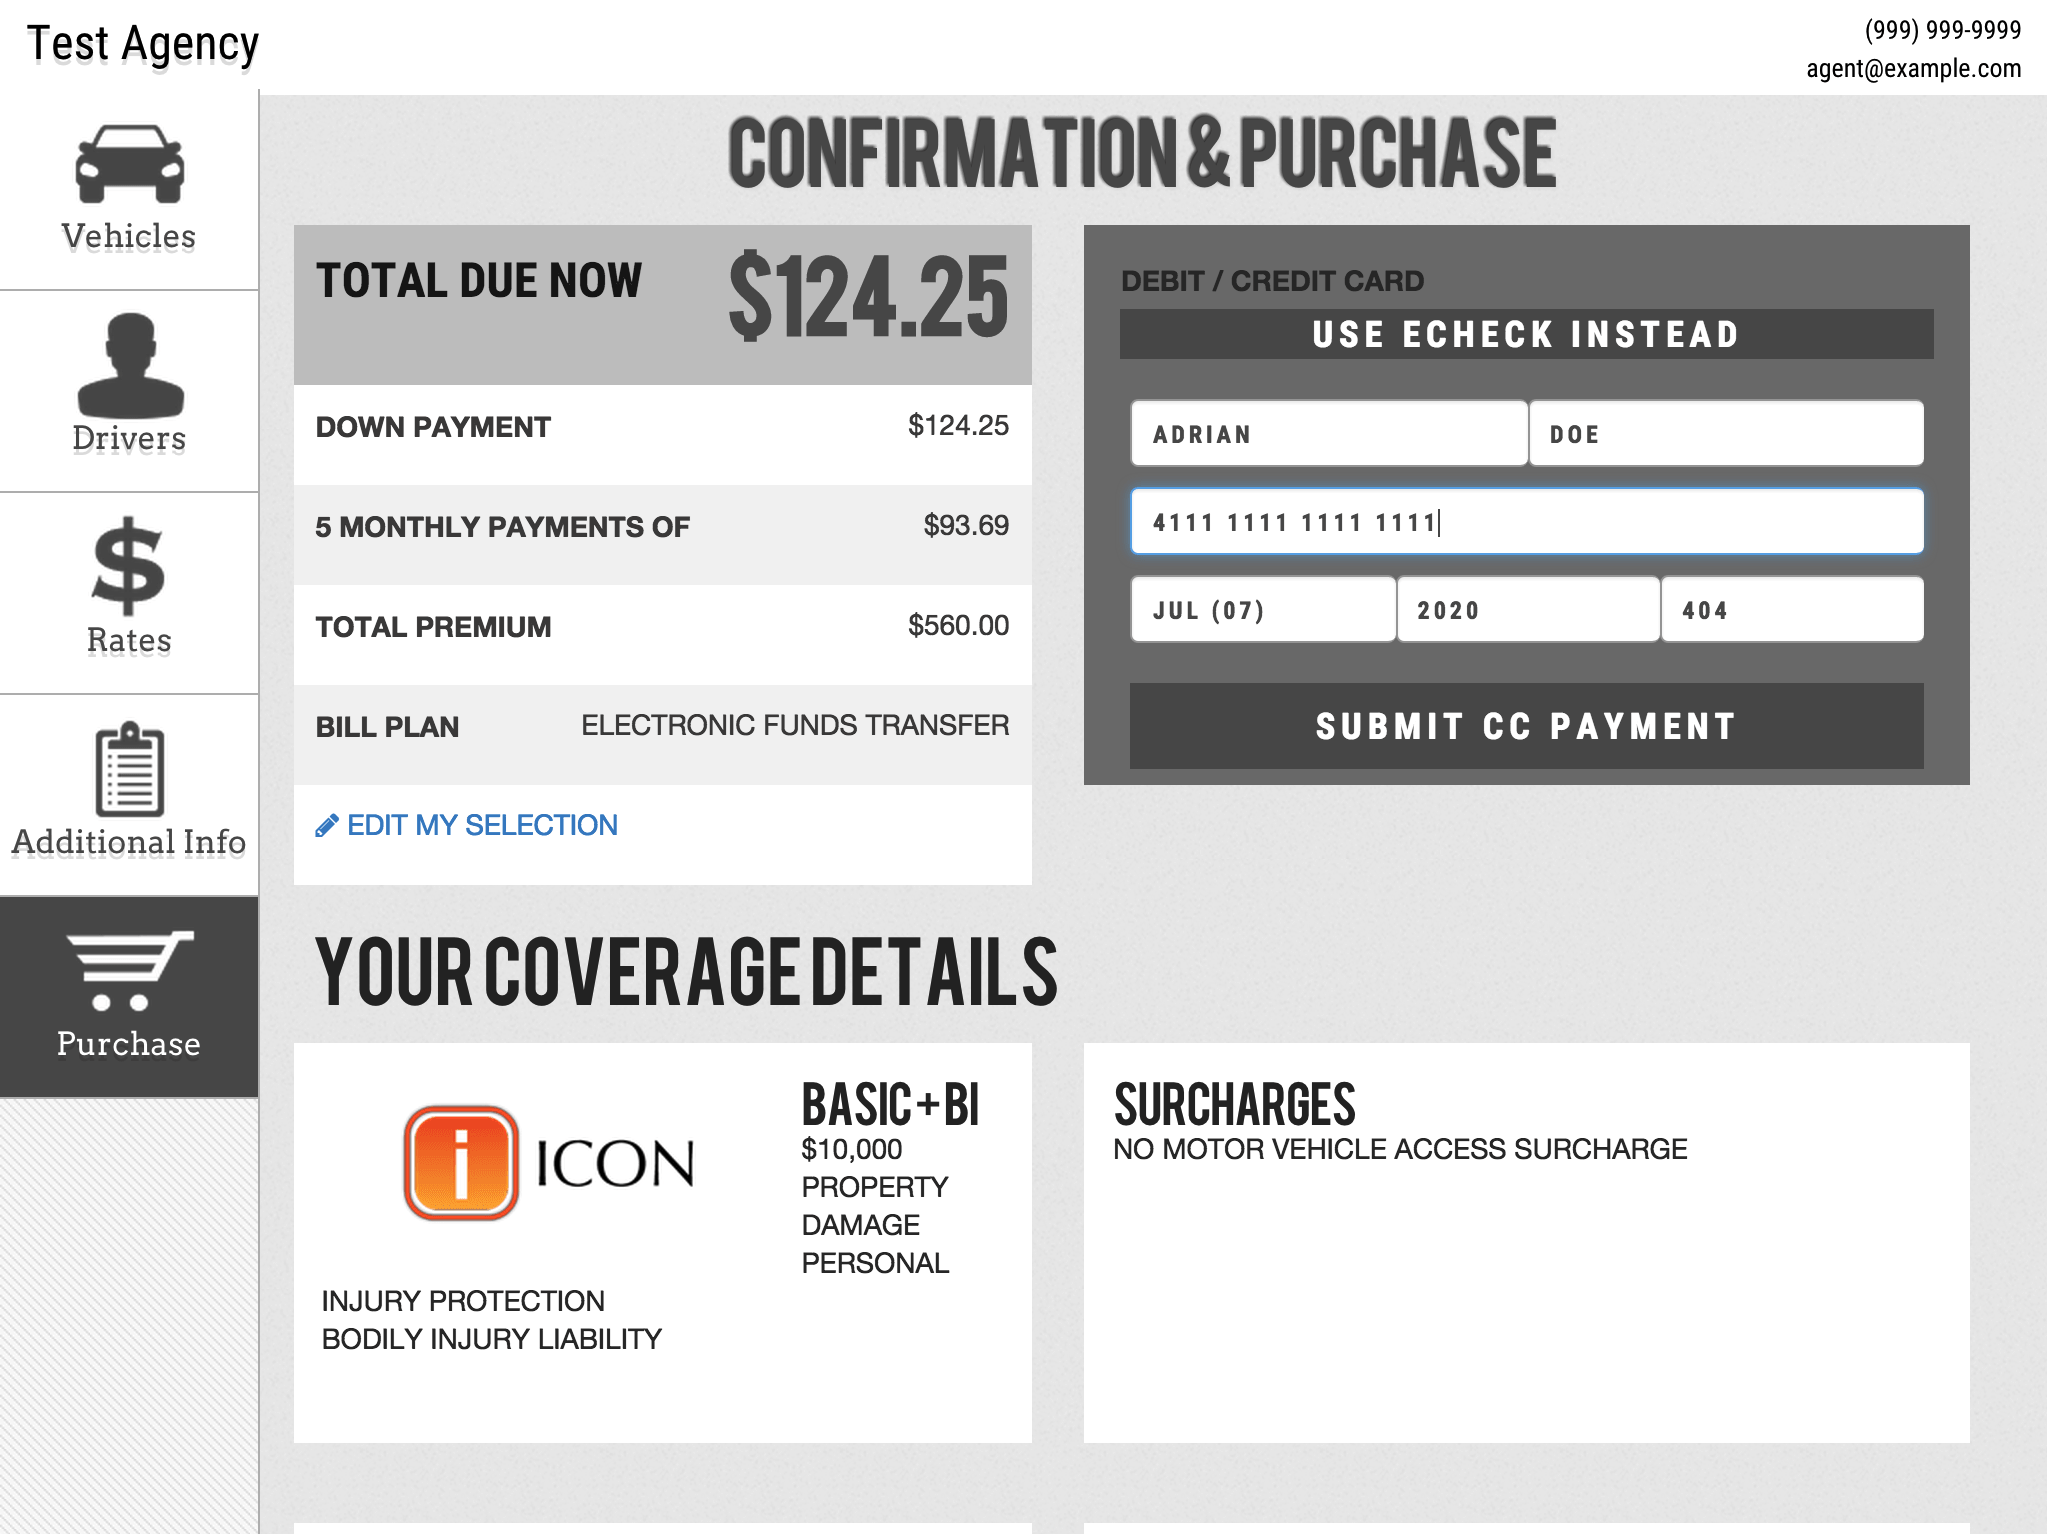 Test Agency
(999) 999-9999
agent@example.com
Vehicles
Drivers
Rates
Additional Info
Purchase
CONFIRMATION & PURCHASE
TOTAL DUE NOW $124.25
DOWN PAYMENT $124.25
5 MONTHLY PAYMENTS OF $93.69
TOTAL PREMIUM $560.00
BILL PLAN ELECTRONIC FUNDS TRANSFER
EDIT MY SELECTION
DEBIT / CREDIT CARD
USE ECHECK INSTEAD
ADRIAN DOE
4111 1111 1111 1111
JUL (07) 2020 404
SUBMIT CC PAYMENT
YOUR COVERAGE DETAILS
i ICON
BASIC + BI
$10,000
PROPERTY
DAMAGE
PERSONAL
INJURY PROTECTION
BODILY INJURY LIABILITY
SURCHARGES
NO MOTOR VEHICLE ACCESS SURCHARGE